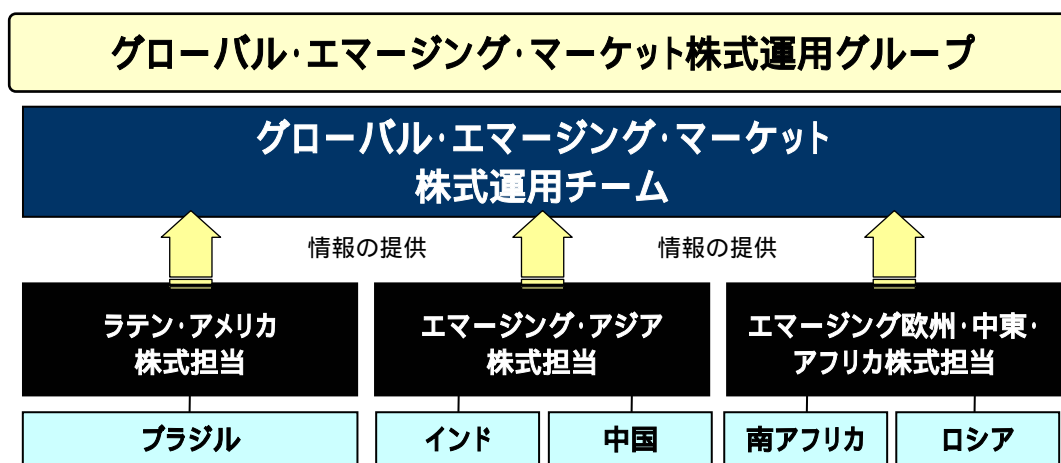 グローバル・エマージング・マーケット株式運用グループ
グローバル・エマージング・マーケット
株式運用チーム
情報の提供
情報の提供
ラテン・アメリカ
株式担当
エマージング・アジア
株式担当
エマージング欧州・中東・
アフリカ株式担当
ブラジル
インド
中国
南アフリカ
ロシア